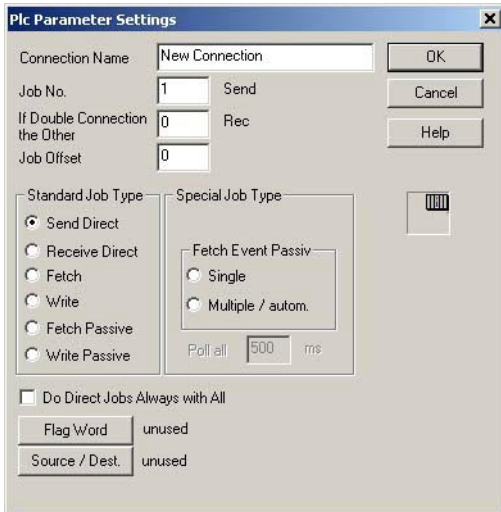 Plc Parameter Settings
Connection Name New Connection OK
Job No. 1 Send Cancel
If Double Connection
the Other 0 Rec Help
Job Offset 0
Standard Job Type Special Job Type
Send Direct
Receive Direct Fetch Event Passiv
Fetch Single
Write Multiple / autom.
Fetch Passive Poll all 500 ms
Write Passive
Do Direct Jobs Always with All
Flag Word unused
Source / Dest. unused